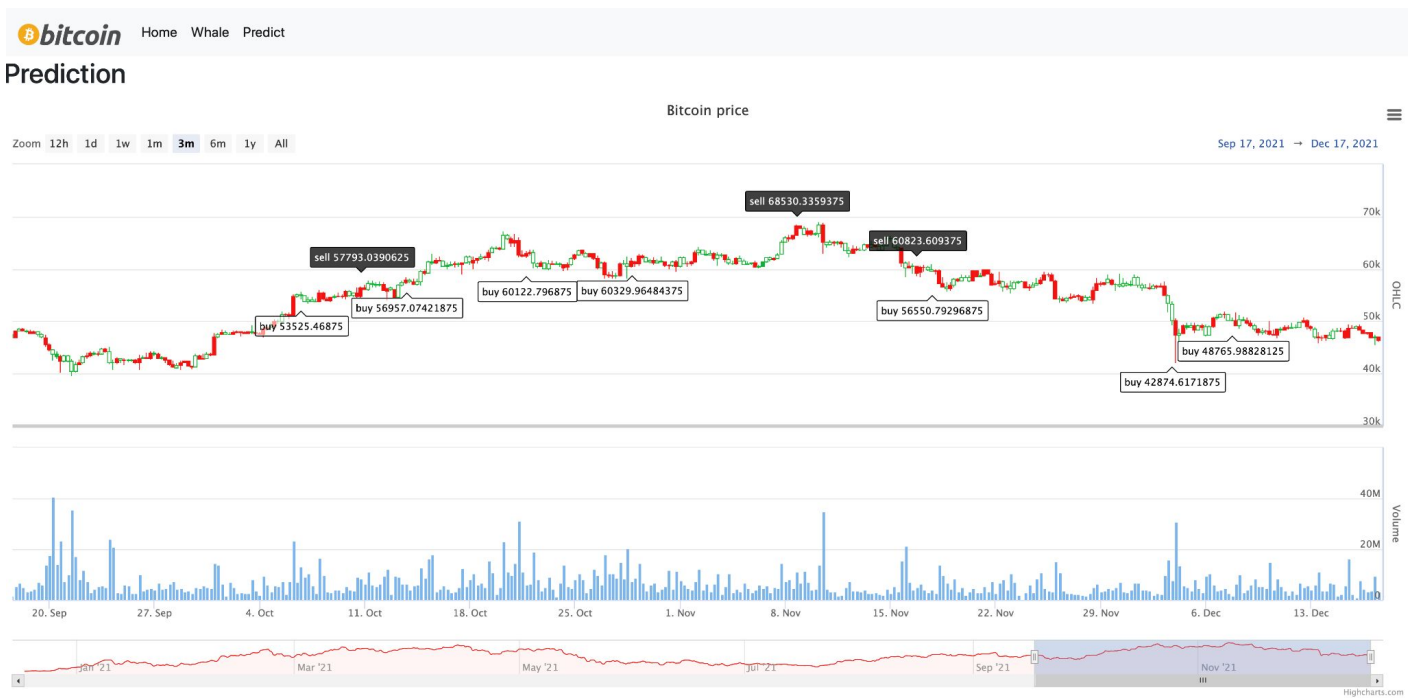 bitcoin Home Whale Predict
Prediction
Bitcoin price
Zoom 12h 1d 1w 1m 3m 6m 1y All
Sep 17, 2021 → Dec 17, 2021
70k
60k
50k
40k
30k
OHLC
sell 57793.0390625
sell 68530.3359375
sell 60823.609375
buy 53525.46875
buy 56957.07421875
buy 60122.796875
buy 60329.96484375
buy 56550.79296875
buy 48765.98828125
buy 42874.6171875
40M
20M
0
Volume
20. Sep 27. Sep 4. Oct 11. Oct 18. Oct 25. Oct 1. Nov 8. Nov 15. Nov 22. Nov 29. Nov 6. Dec 13. Dec
Jan '21 Mar '21 May '21 Jul '21 Sep '21 Nov '21
Highcharts.com